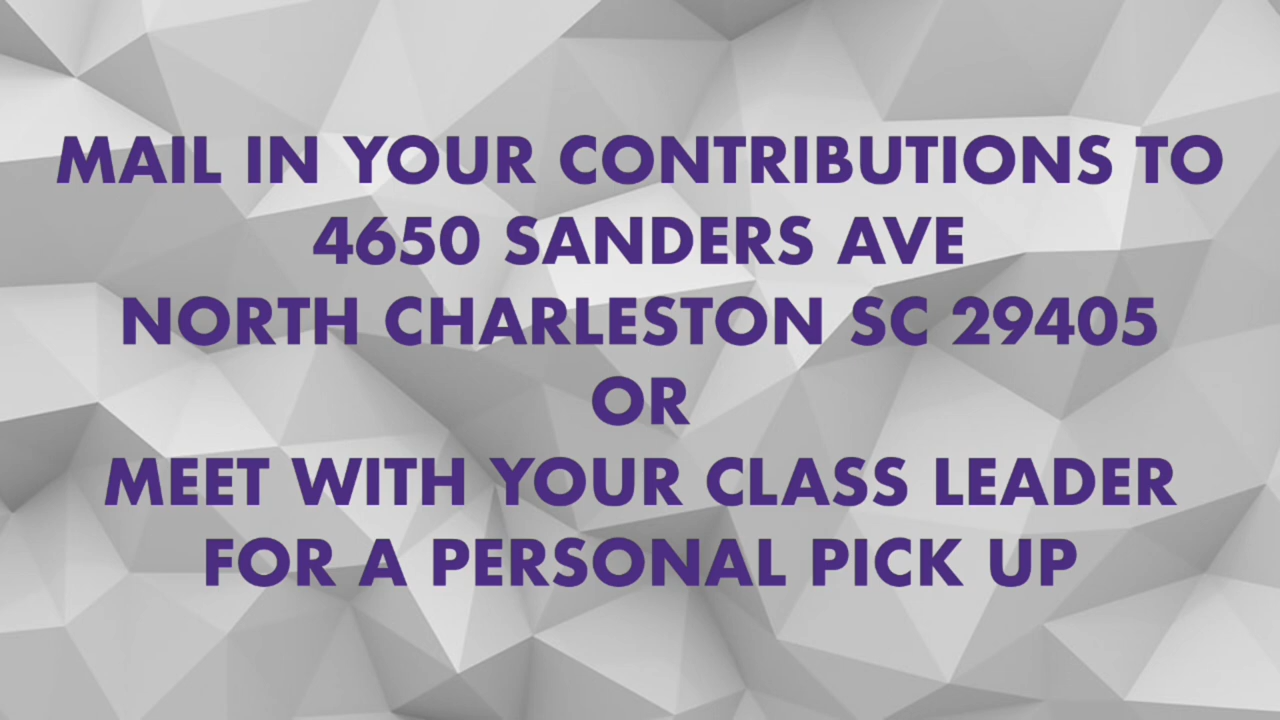 MAIL IN YOUR CONTRIBUTIONS TO
4650 SANDERS AVE
NORTH CHARLESTON SC 29405
OR
MEET WITH YOUR CLASS LEADER
FOR A PERSONAL PICK UP